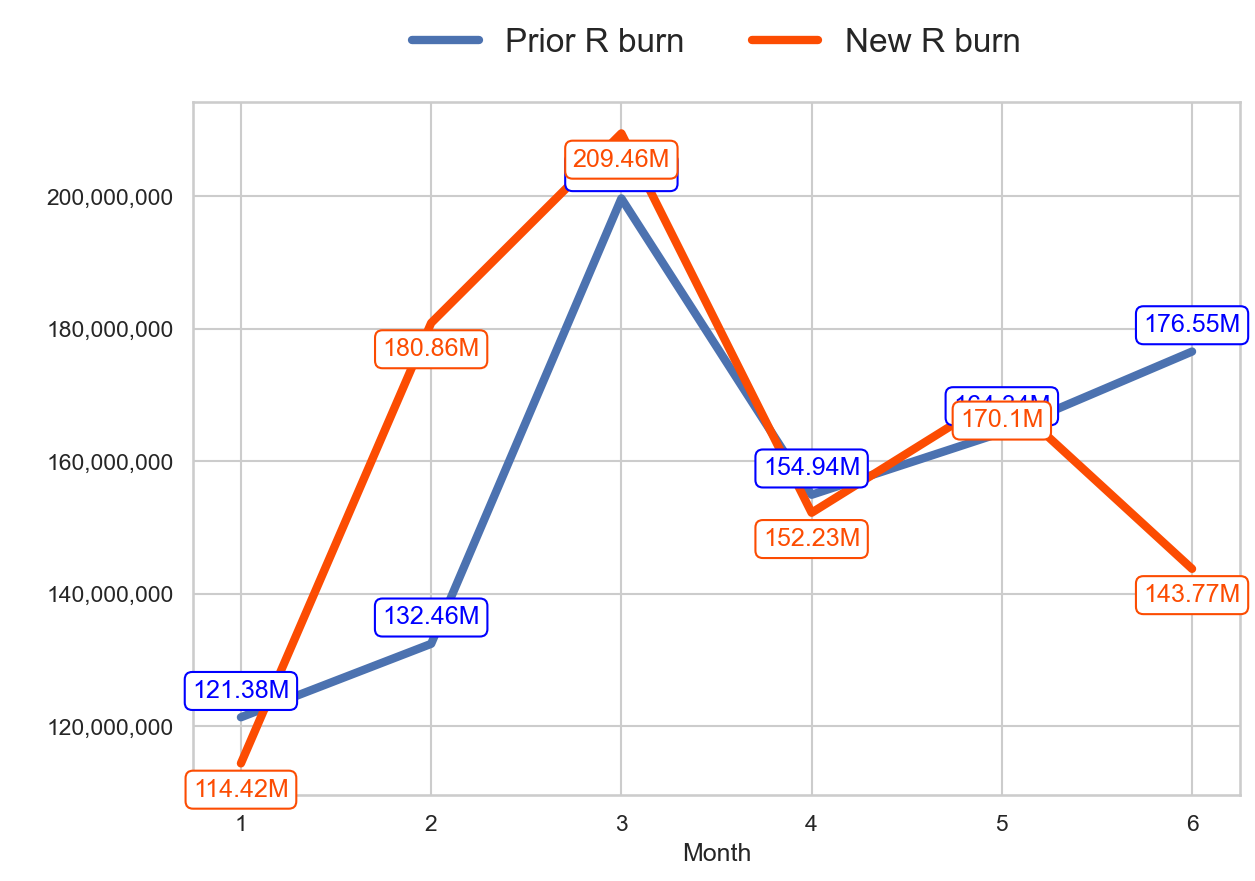 Prior R burn New R burn
209.46M
200,000,000
176.55M
180,000,000
180.86M
170.1M
160,000,000
154.94M
152.23M
140,000,000
143.77M
132.46M
121.38M
120,000,000
114.42M
1 2 3 4 5 6
Month